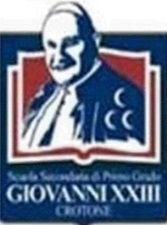 Scuola Secondaria di Primo Grado
GIOVANNI XXIII
CROTONE